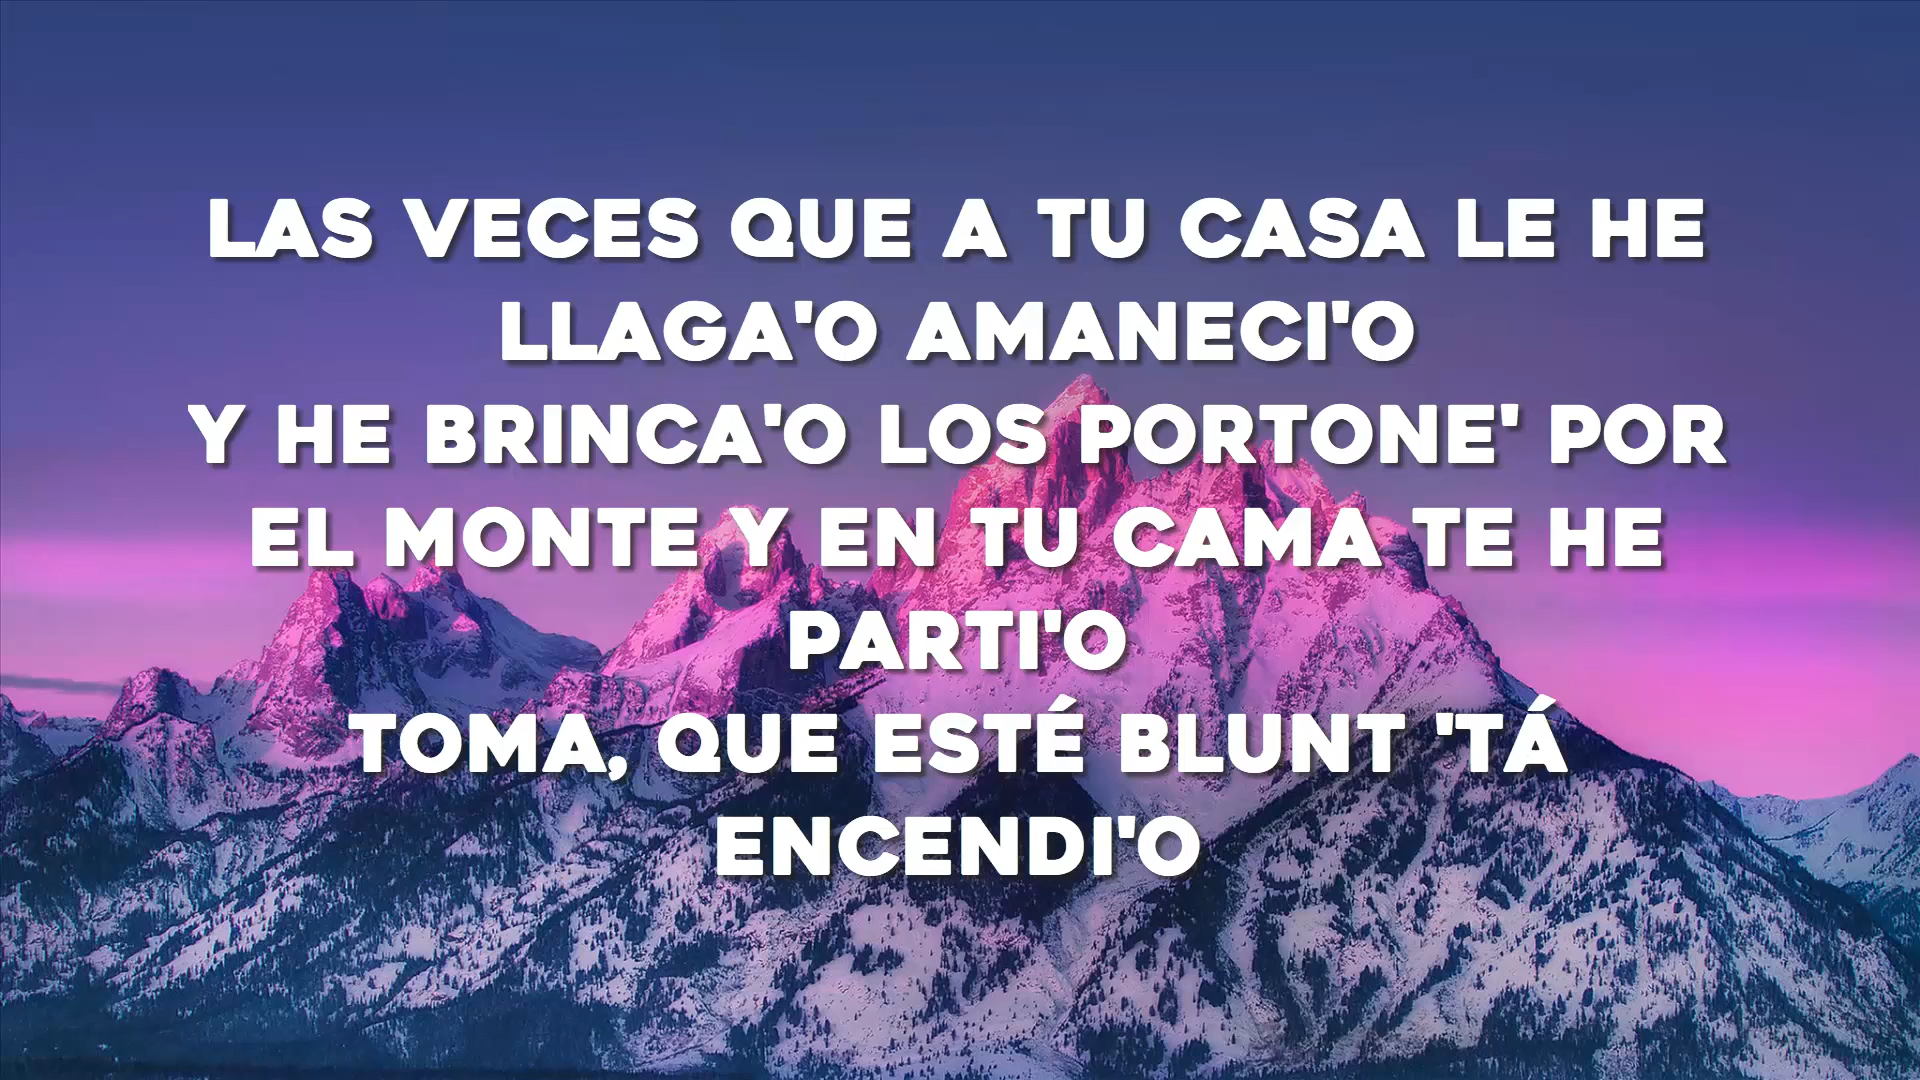 LAS VECES QUE A TU CASA LE HE
LLAGA'O AMANECI'O
Y HE BRINCA'O LOS PORTONE' POR
EL MONTE Y EN TU CAMA TE HE
PARTI'O
TOMA, QUE ESTÉ BLUNT 'TÁ
ENCENDI'O